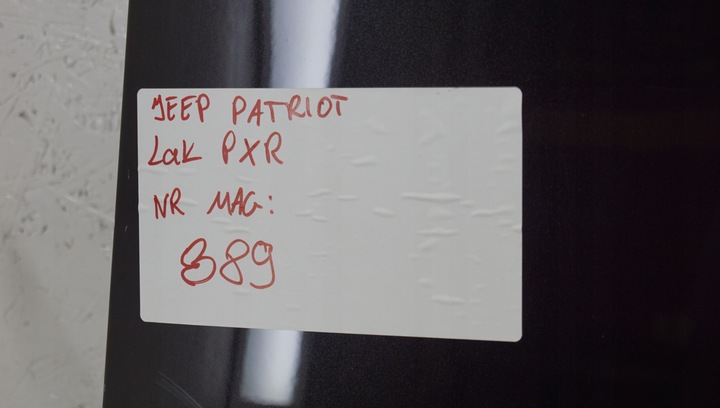 JEEP PATRIOT
Lak PXR
NR MAG:
889